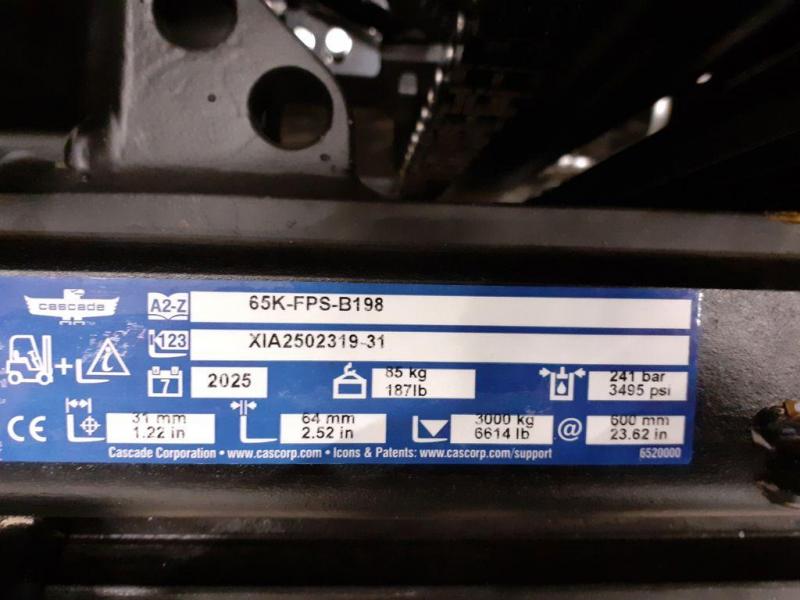 cascade
A2-Z 65K-FPS-B198
123 XIA2502319-31
7 2025 85 kg 241 bar
187lb 3495 psi
CE 31 mm 64 mm 3000 kg @ 600 mm
1.22 in 2.52 in 6614 lb 23.62 in
Cascade Corporation • www.cascorp.com • Icons & Patents: www.cascorp.com/support 6520000